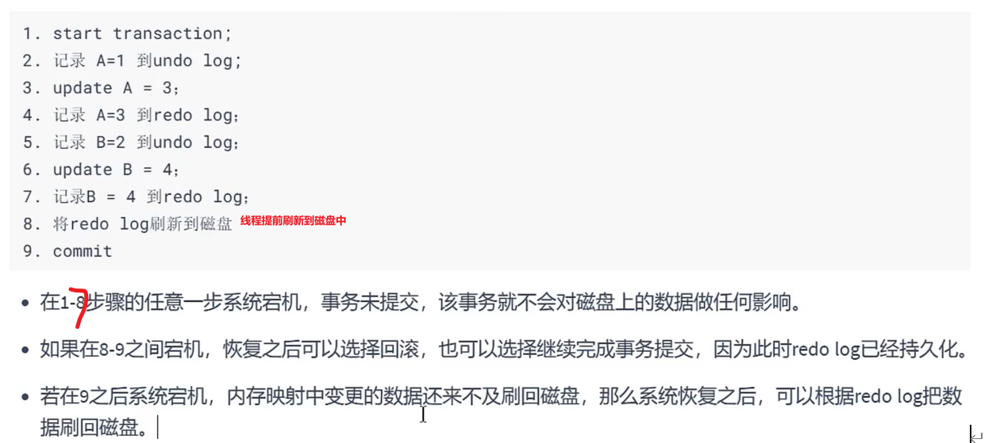 1. start transaction;
2. 记录 A=1 到undo log;
3. update A = 3;
4. 记录 A=3 到redo log;
5. 记录 B=2 到undo log;
6. update B = 4;
7. 记录B = 4 到redo log;
8. 将redo log刷新到磁盘 线程提前刷新到磁盘中
9. commit
• 在1-8步骤的任意一步系统宕机，事务未提交，该事务就不会对磁盘上的数据做任何影响。
7
• 如果在8-9之间宕机，恢复之后可以选择回滚，也可以选择继续完成事务提交，因为此时redo log已经持久化。
• 若在9之后系统宕机，内存映射中变更的数据还来不及刷回磁盘，那么系统恢复之后，可以根据redo log把数
据刷回磁盘。